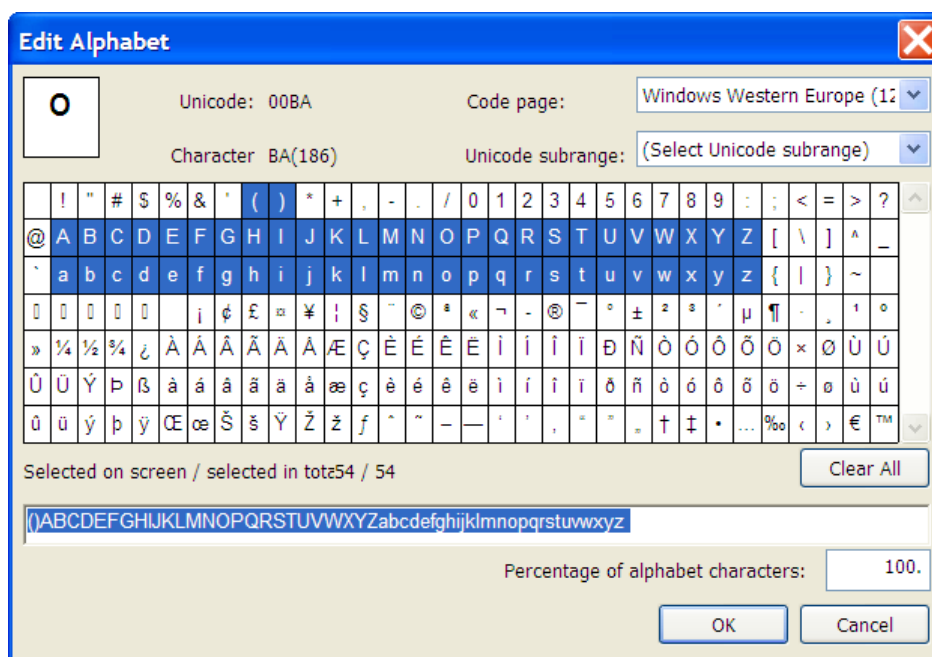 Edit Alphabet
º
Unicode: 00BA
Code page:
Windows Western Europe (12
Character BA(186)
Unicode subrange:
(Select Unicode subrange)
! " # $ % & ' ( ) * + , - . / 0 1 2 3 4 5 6 7 8 9 : ; < = > ?
@ A B C D E F G H I J K L M N O P Q R S T U V W X Y Z [ \ ] ^ _
` a b c d e f g h i j k l m n o p q r s t u v w x y z { | } ~
¡ ¢ £ ¤ ¥ ¦ § ¨ © ª « ¬ - ® ¯ ° ± ² ³ ´ µ ¶ · ¸ ¹ º
» ¼ ½ ¾ ¿ À Á Â Ã Ä Å Æ Ç È É Ê Ë Ì Í Î Ï Ð Ñ Ò Ó Ô Õ Ö × Ø Ù Ú
Û Ü Ý Þ ß à á â ã ä å æ ç è é ê ë ì í î ï ð ñ ò ó ô õ ö ÷ ø ù ú
û ü ý þ ÿ Œ œ Š š Ÿ Ž ž ƒ ˆ ˜ – — ‘ ’ ‚ “ ” „ † ‡ • … ‰ ‹ › € ™
Selected on screen / selected in tota54 / 54
Clear All
()ABCDEFGHIJKLMNOPQRSTUVWXYZabcdefghijklmnopqrstuvwxyz
Percentage of alphabet characters:
100.
OK
Cancel